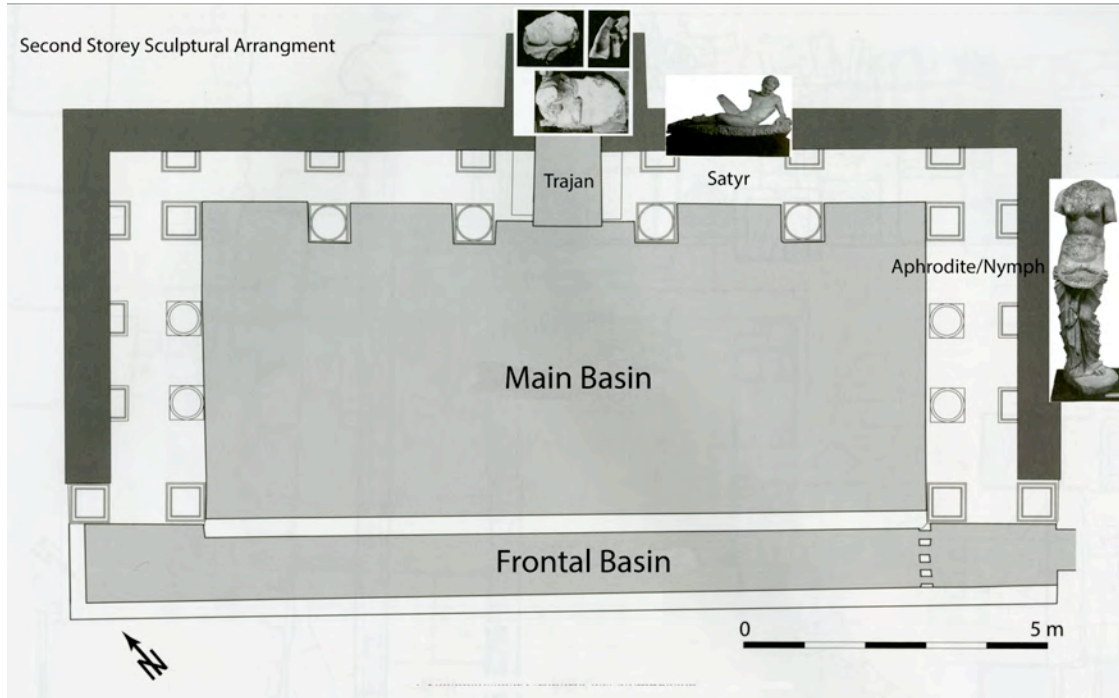 Second Storey Sculptural Arrangment
Trajan
Satyr
Aphrodite/Nymph
Main Basin
Frontal Basin
N
0 5 m